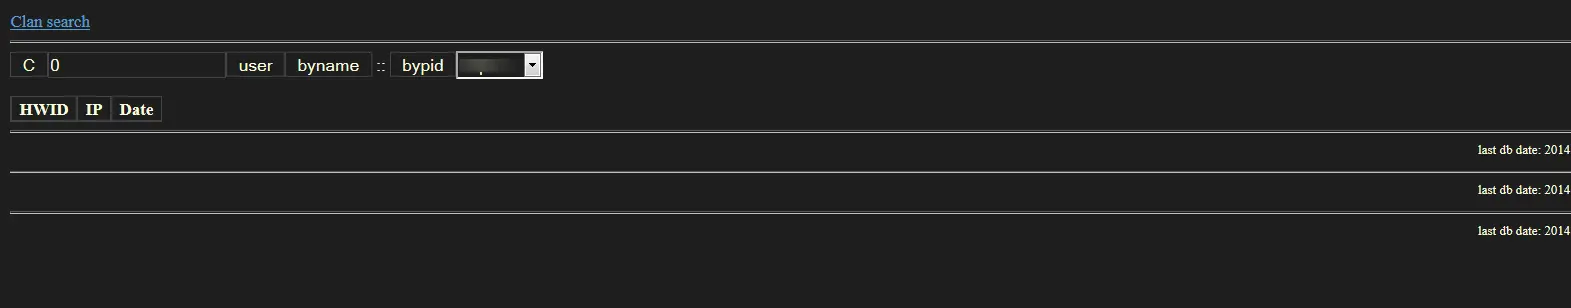 Clan search
C 0 user byname :: bypid
HWID IP Date
last db date: 2014
last db date: 2014
last db date: 2014